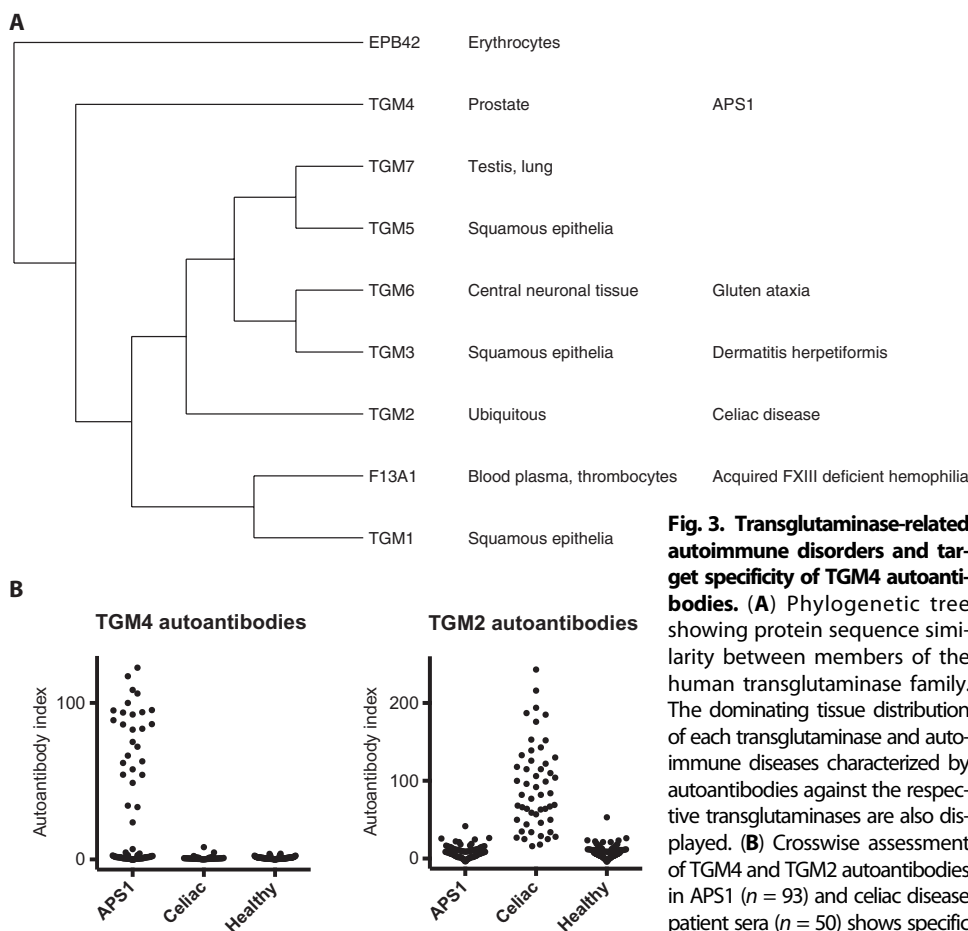 A
EPB42 Erythrocytes
TGM4 Prostate APS1
TGM7 Testis, lung
TGM5 Squamous epithelia
TGM6 Central neuronal tissue Gluten ataxia
TGM3 Squamous epithelia Dermatitis herpetiformis
TGM2 Ubiquitous Celiac disease
F13A1 Blood plasma, thrombocytes Acquired FXIII deficient hemophilia
TGM1 Squamous epithelia
B
TGM4 autoantibodies
Autoantibody index
100
0
APS1
Celiac
Healthy
TGM2 autoantibodies
Autoantibody index
200
100
0
APS1
Celiac
Healthy
Fig. 3. Transglutaminase-related
autoimmune disorders and tar-
get specificity of TGM4 autoanti-
bodies. (A) Phylogenetic tree
showing protein sequence simi-
larity between members of the
human transglutaminase family.
The dominating tissue distribution
of each transglutaminase and auto-
immune diseases characterized by
autoantibodies against the respec-
tive transglutaminases are also dis-
played. (B) Crosswise assessment
of TGM4 and TGM2 autoantibodies
in APS1 (n = 93) and celiac disease
patient sera (n = 50) shows specific